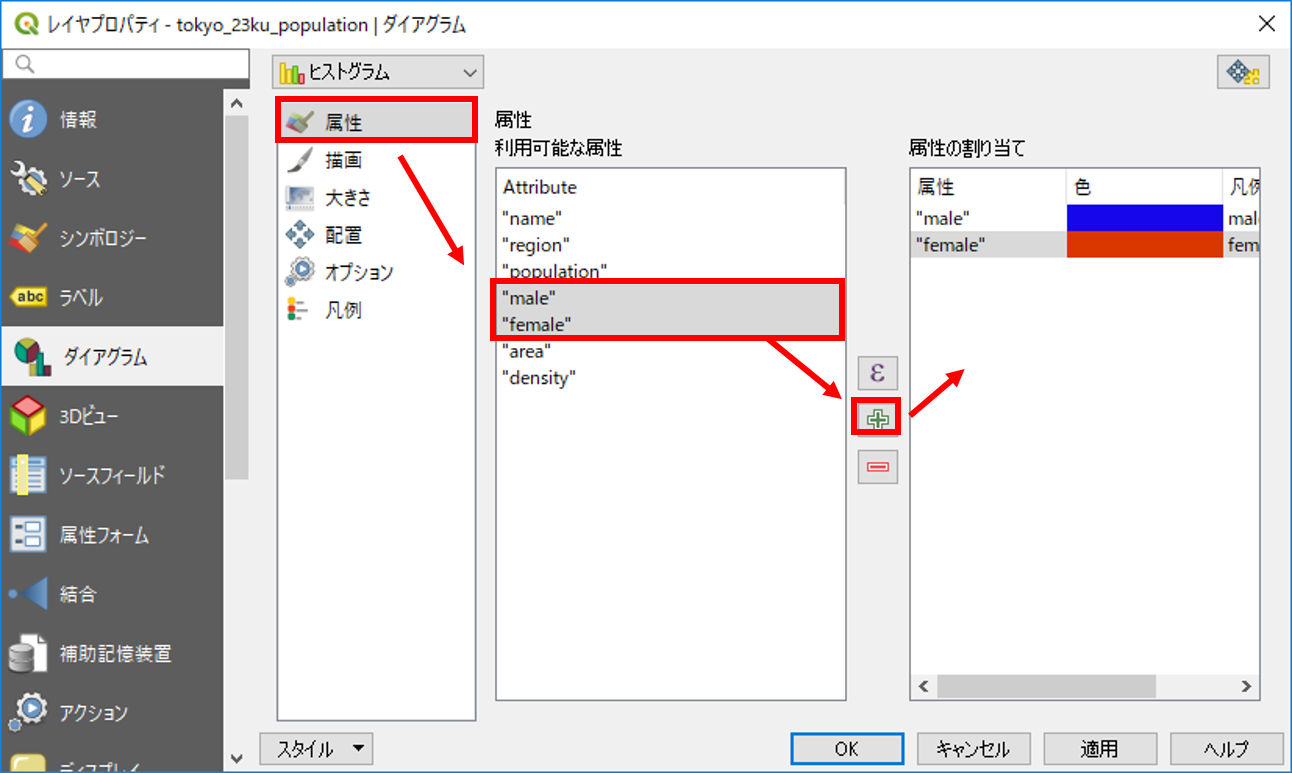 レイヤプロパティ - tokyo_23ku_population | ダイアグラム
情報
ソース
シンボロジー
abc ラベル
ダイアグラム
3Dビュー
ソースフィールド
属性フォーム
結合
補助記憶装置
アクション
ディスプレイ
ヒストグラム
属性
描画
大きさ
配置
オプション
凡例
属性
利用可能な属性
Attribute
"name"
"region"
"population"
"male"
"female"
"area"
"density"
ε
属性の割り当て
属性 色 凡例
"male" mal
"female" fem
スタイル
OK キャンセル 適用 ヘルプ